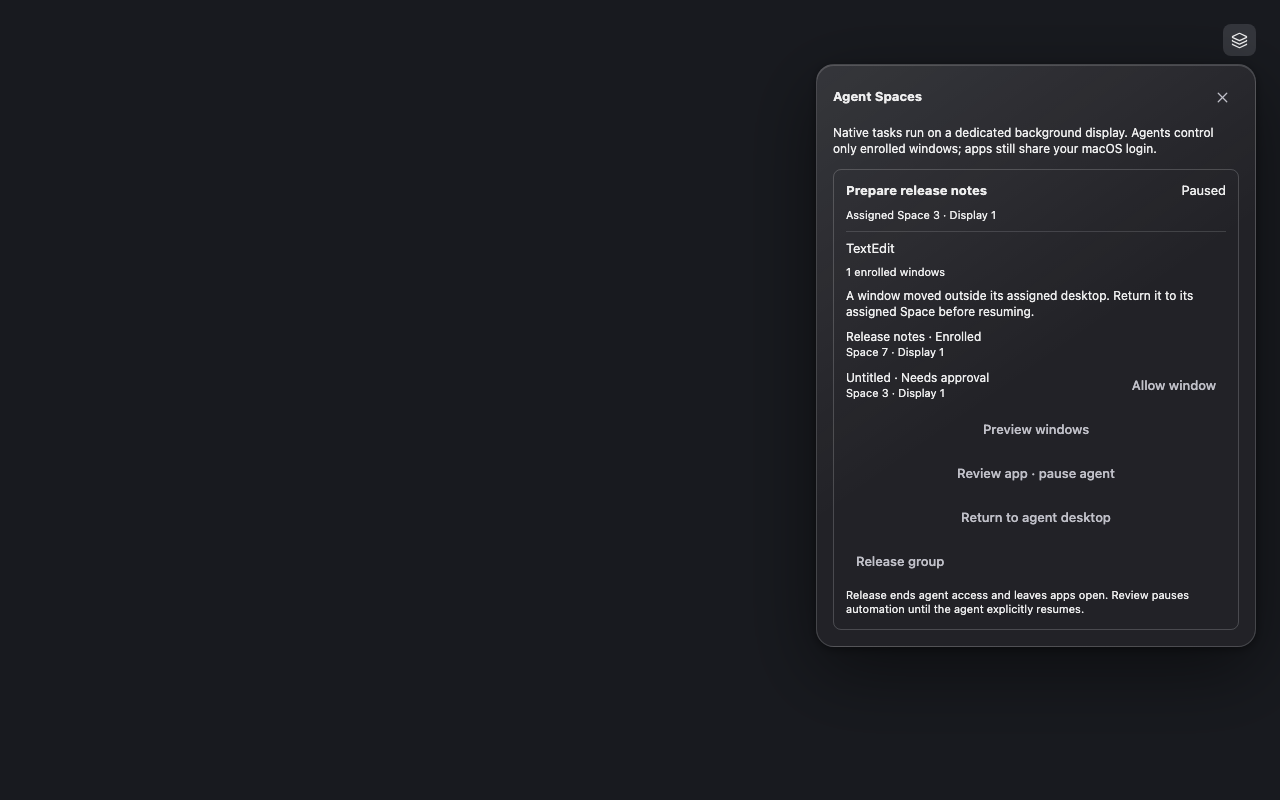 Agent Spaces
Native tasks run on a dedicated background display. Agents control
only enrolled windows; apps still share your macOS login.
Prepare release notes
Paused
Assigned Space 3 · Display 1
TextEdit
1 enrolled windows
A window moved outside its assigned desktop. Return it to its
assigned Space before resuming.
Release notes · Enrolled
Space 7 · Display 1
Untitled · Needs approval
Space 3 · Display 1
Allow window
Preview windows
Review app · pause agent
Return to agent desktop
Release group
Release ends agent access and leaves apps open. Review pauses
automation until the agent explicitly resumes.